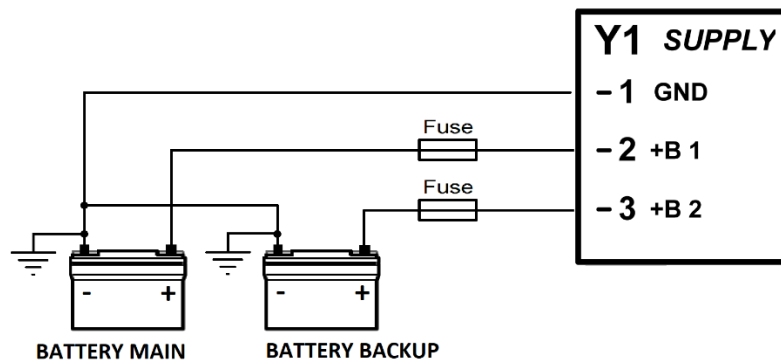 Y1 SUPPLY
-1 GND
Fuse
-2 +B 1
Fuse
-3 +B 2
- +
- +
BATTERY MAIN
BATTERY BACKUP